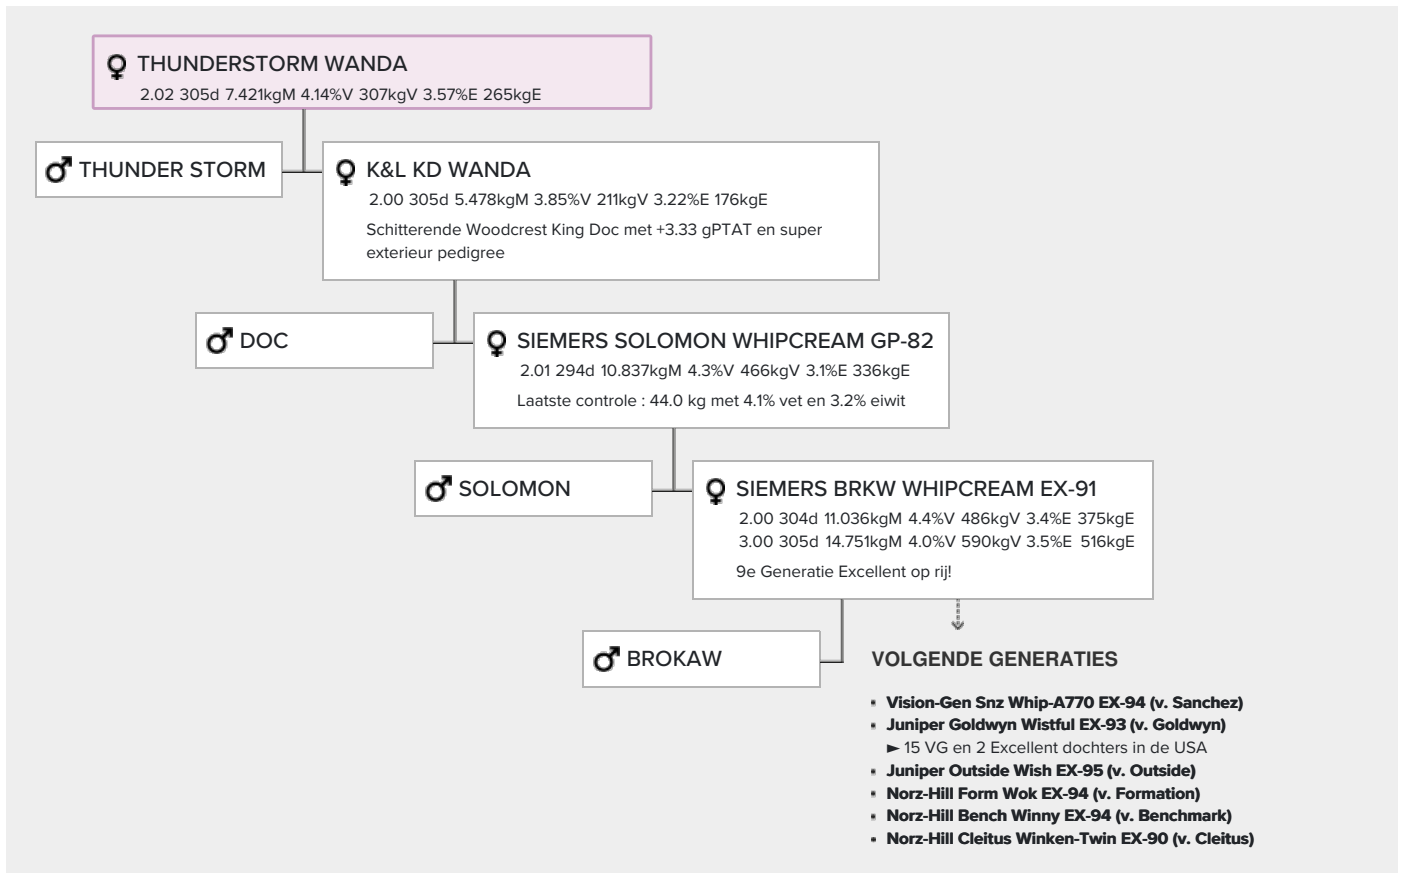 THUNDERSTORM WANDA
2.02 305d 7.421kgM 4.14%V 307kgV 3.57%E 265kgE
THUNDER STORM
K&L KD WANDA
2.00 305d 5.478kgM 3.85%V 211kgV 3.22%E 176kgE
Schitterende Woodcrest King Doc met +3.33 gPTAT en super
exterieur pedigree
DOC
SIEMERS SOLOMON WHIPCREAM GP-82
2.01 294d 10.837kgM 4.3%V 466kgV 3.1%E 336kgE
Laatste controle : 44.0 kg met 4.1% vet en 3.2% eiwit
SOLOMON
SIEMERS BRKW WHIPCREAM EX-91
2.00 304d 11.036kgM 4.4%V 486kgV 3.4%E 375kgE
3.00 305d 14.751kgM 4.0%V 590kgV 3.5%E 516kgE
9e Generatie Excellent op rij!
BROKAW
VOLGENDE GENERATIES
▪ Vision-Gen Snz Whip-A770 EX-94 (v. Sanchez)
▪ Juniper Goldwyn Wistful EX-93 (v. Goldwyn)
► 15 VG en 2 Excellent dochters in de USA
▪ Juniper Outside Wish EX-95 (v. Outside)
▪ Norz-Hill Form Wok EX-94 (v. Formation)
▪ Norz-Hill Bench Winny EX-94 (v. Benchmark)
▪ Norz-Hill Cleitus Winken-Twin EX-90 (v. Cleitus)